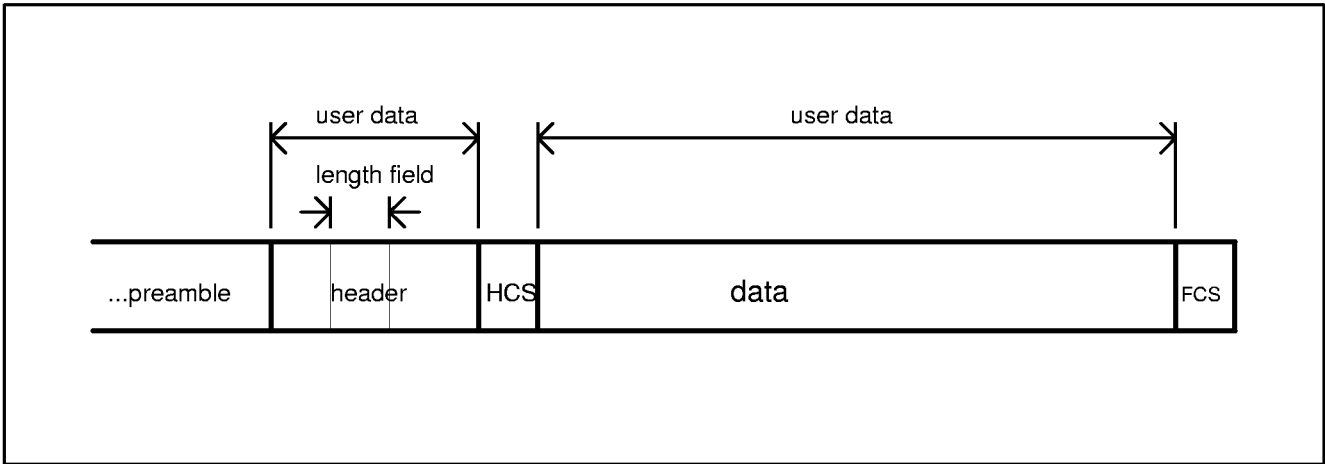 user data
user data
length field
...preamble
header
HCS
data
FCS